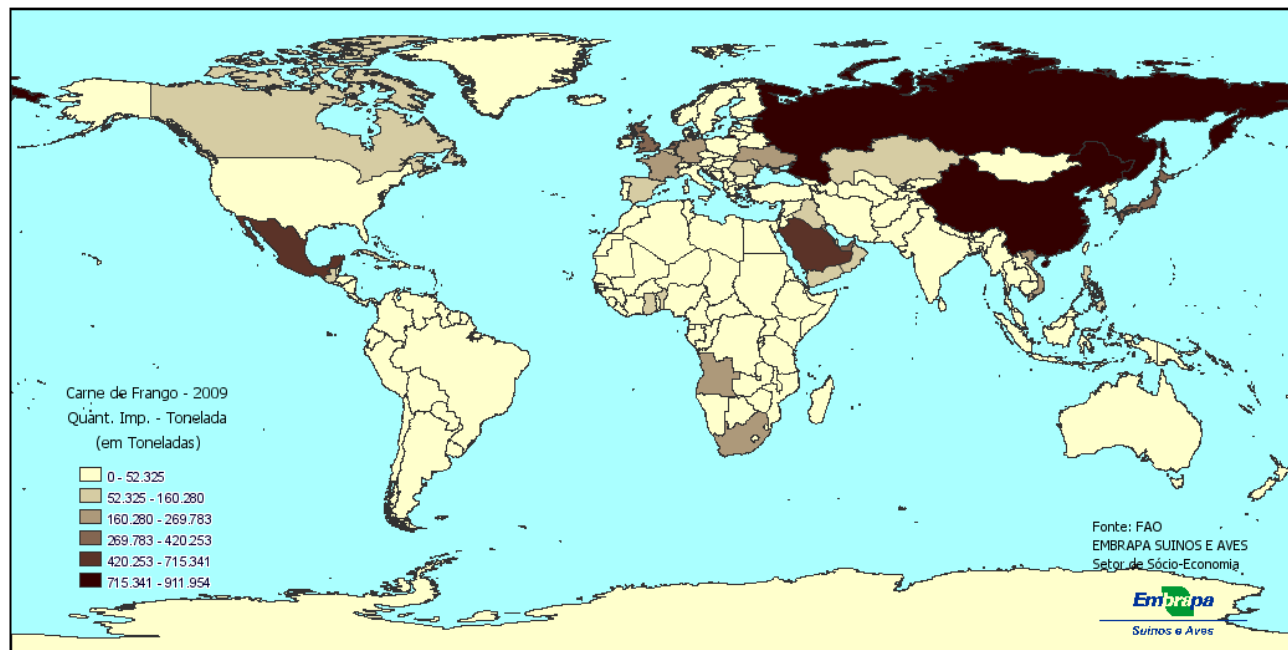 Carne de Frango - 2009
Quant. Imp. - Tonelada
(em Toneladas)
0 - 52.325
52.325 - 160.280
160.280 - 269.783
269.783 - 420.253
420.253 - 715.341
715.341 - 911.954
Fonte: FAO
EMBRAPA SUINOS E AVES
Setor de Sócio-Economia
Embrapa
Suínos e Aves